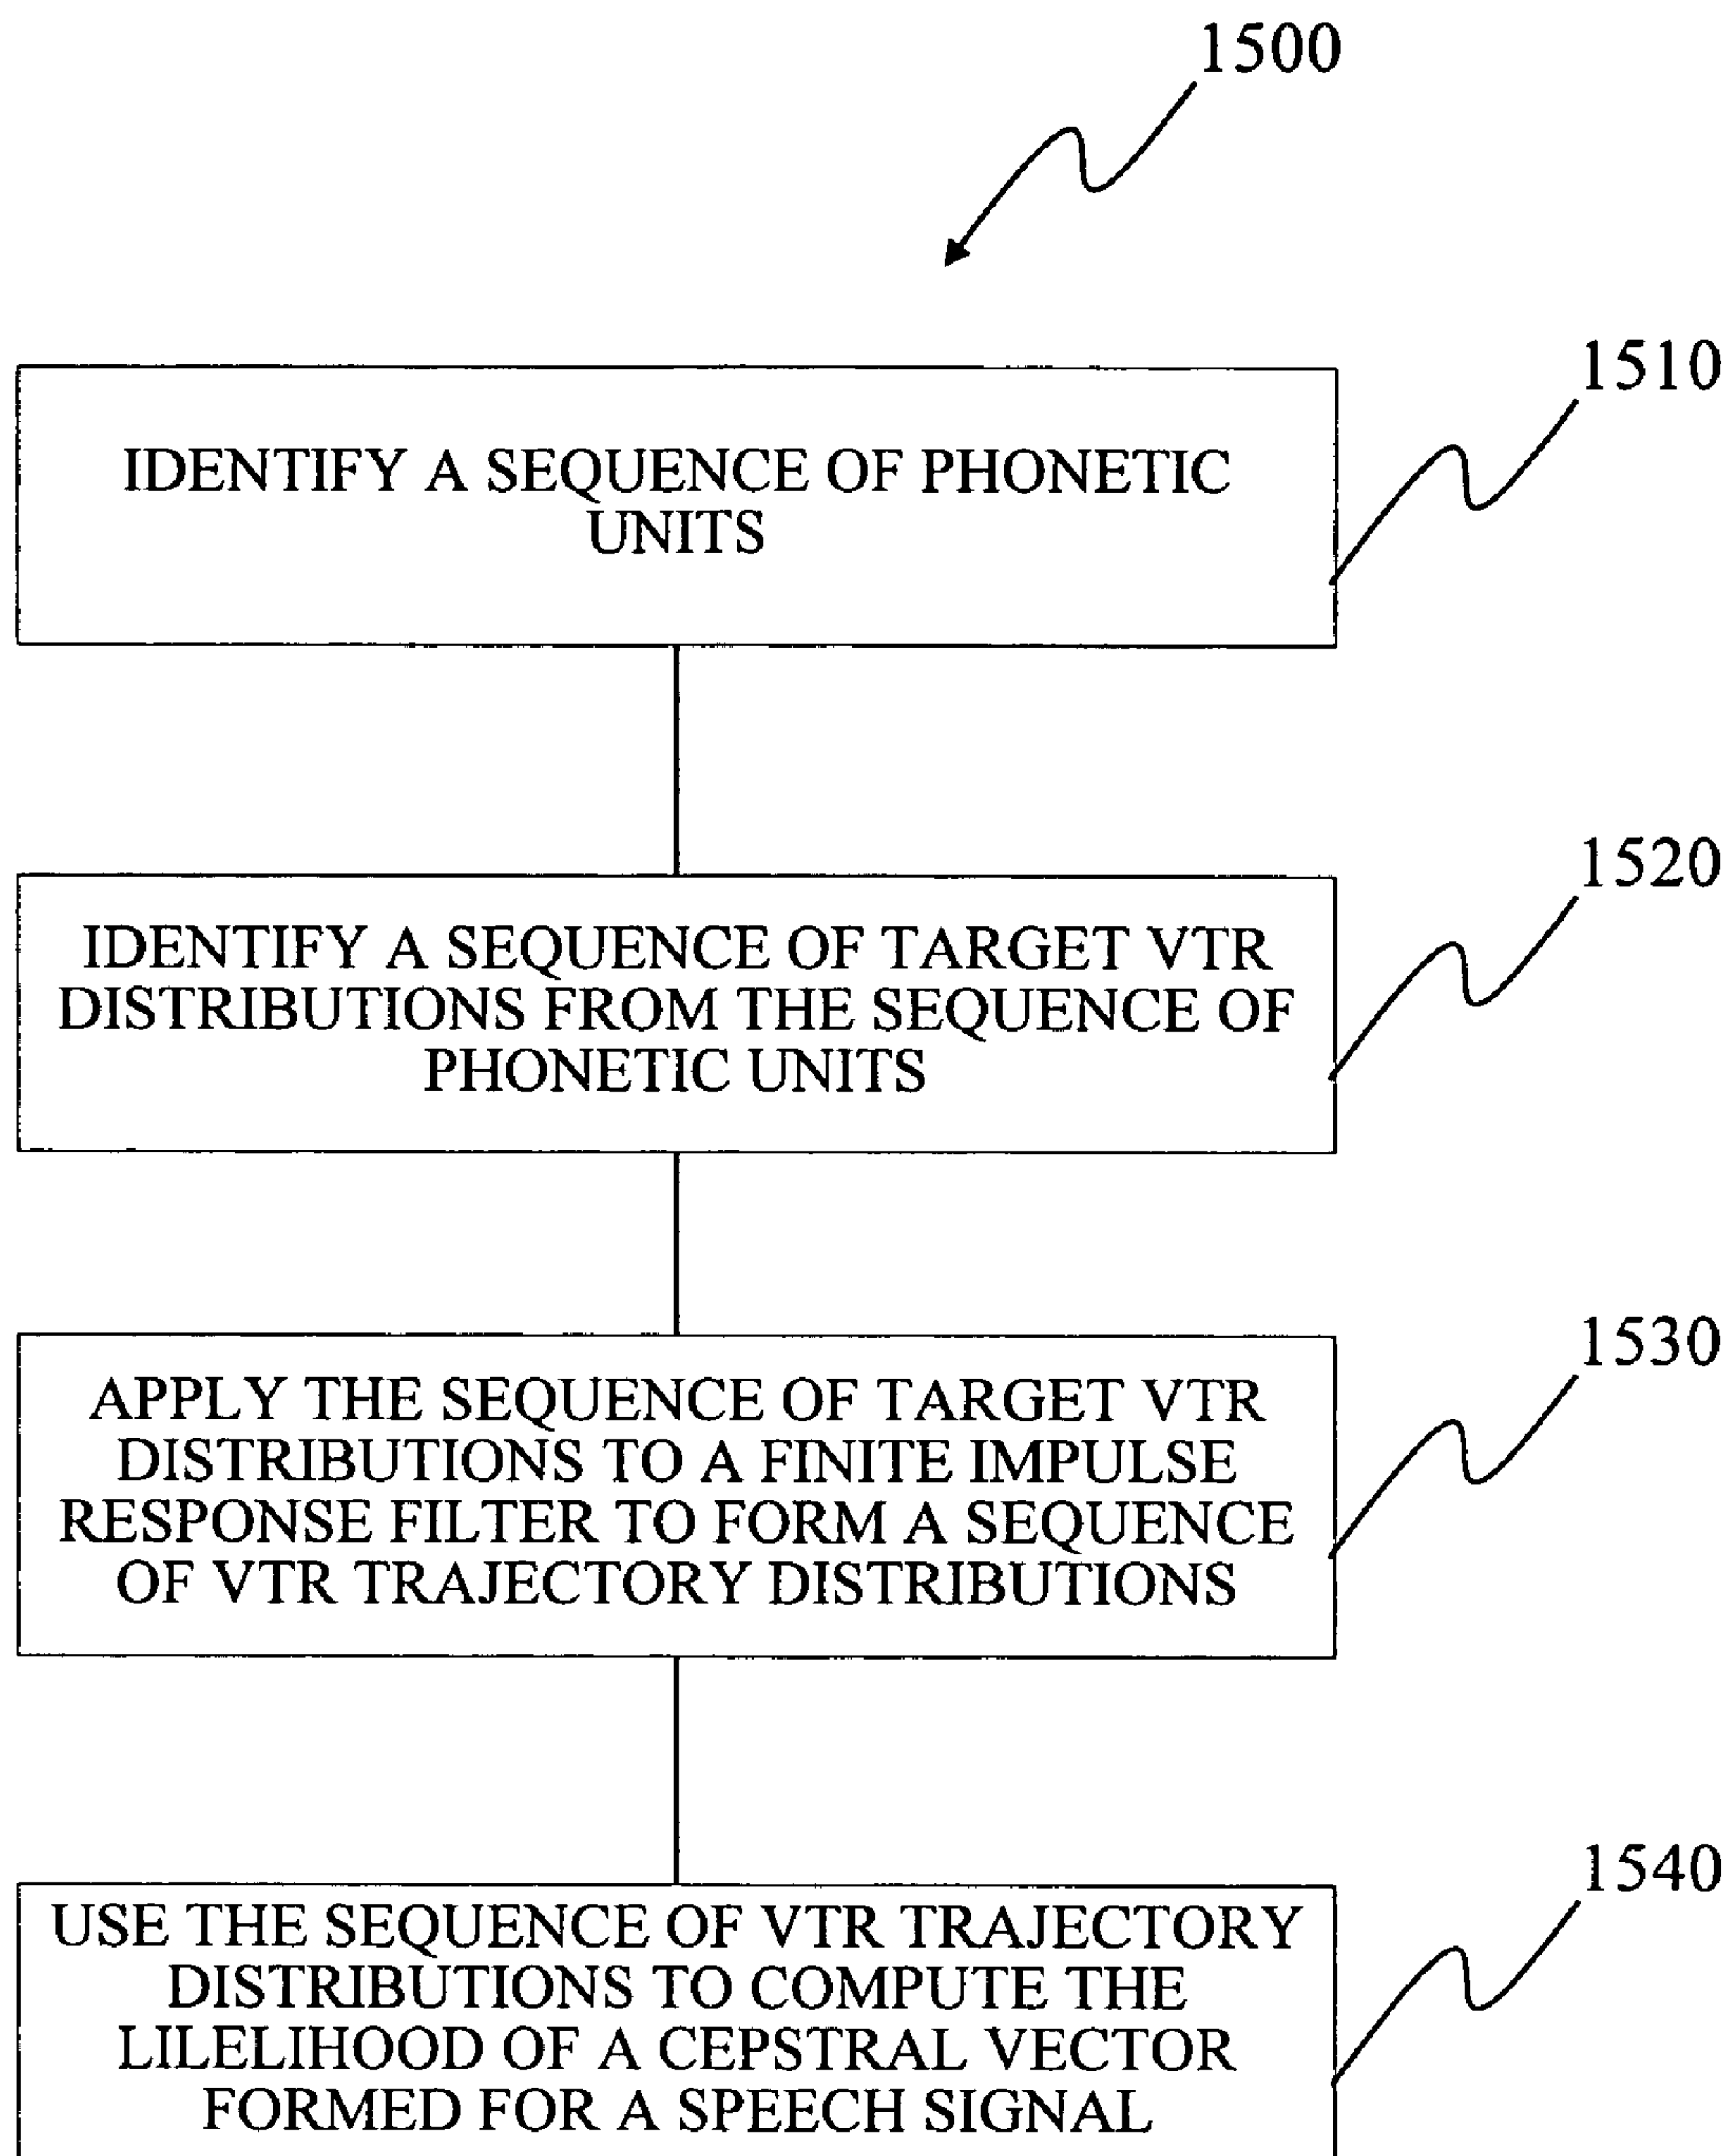 1500
1510
IDENTIFY A SEQUENCE OF PHONETIC
UNITS
1520
IDENTIFY A SEQUENCE OF TARGET VTR
DISTRIBUTIONS FROM THE SEQUENCE OF
PHONETIC UNITS
1530
APPLY THE SEQUENCE OF TARGET VTR
DISTRIBUTIONS TO A FINITE IMPULSE
RESPONSE FILTER TO FORM A SEQUENCE
OF VTR TRAJECTORY DISTRIBUTIONS
1540
USE THE SEQUENCE OF VTR TRAJECTORY
DISTRIBUTIONS TO COMPUTE THE
LILELIHOOD OF A CEPSTRAL VECTOR
FORMED FOR A SPEECH SIGNAL